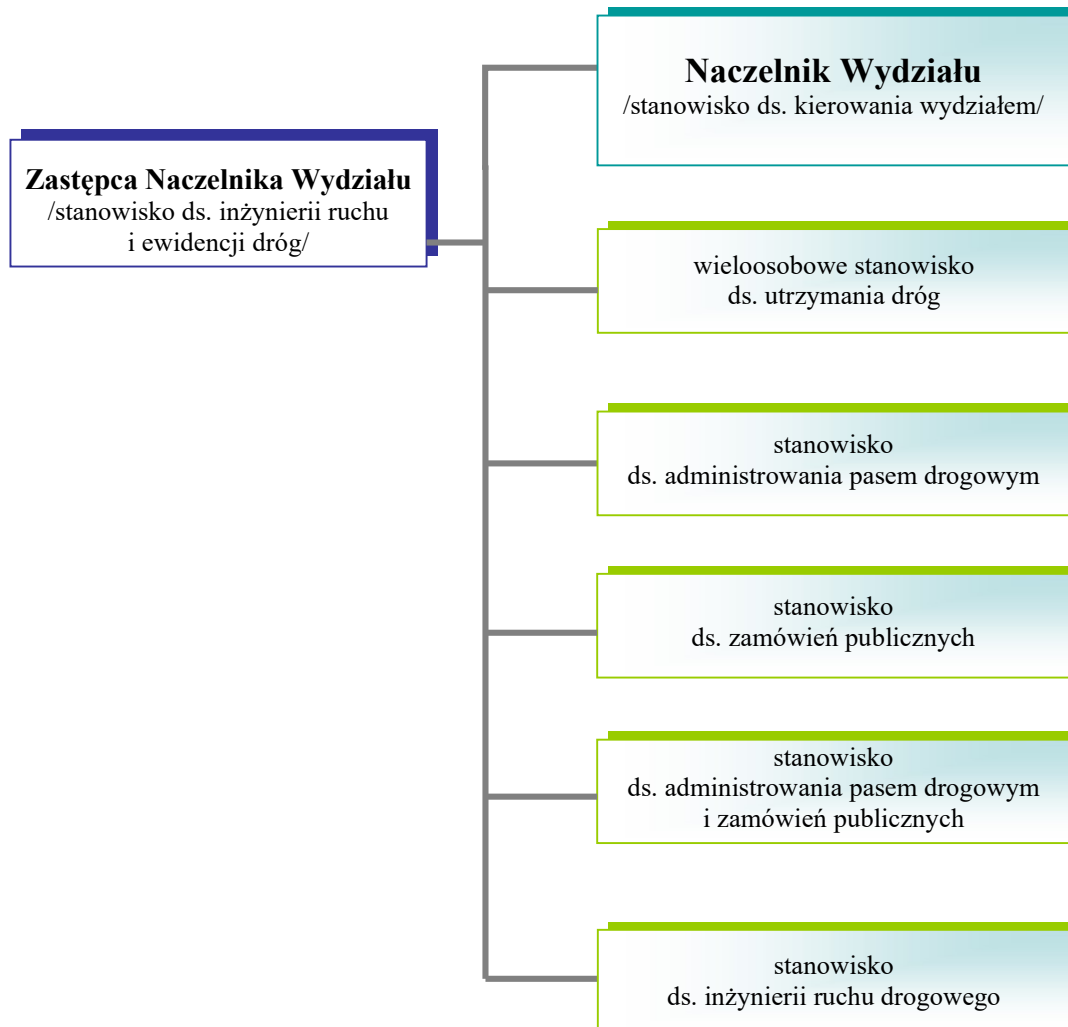 Naczelnik Wydziału
/stanowisko ds. kierowania wydziałem/
Zastępca Naczelnika Wydziału
/stanowisko ds. inżynierii ruchu
i ewidencji dróg/
wieloosobowe stanowisko
ds. utrzymania dróg
stanowisko
ds. administrowania pasem drogowym
stanowisko
ds. zamówień publicznych
stanowisko
ds. administrowania pasem drogowym
i zamówień publicznych
stanowisko
ds. inżynierii ruchu drogowego